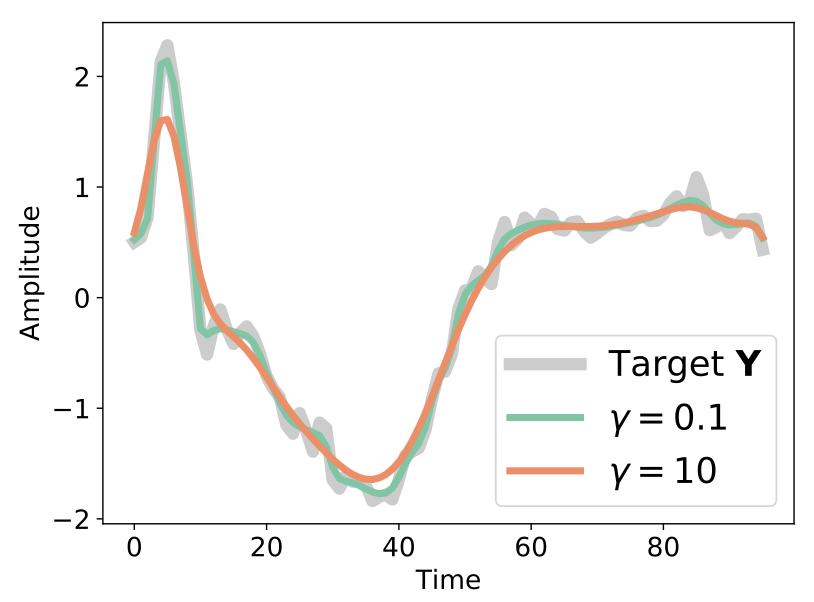 2
1
0
−1
−2
Amplitude
0 20 40 60 80
Time
Target Y
γ = 0.1
γ = 10